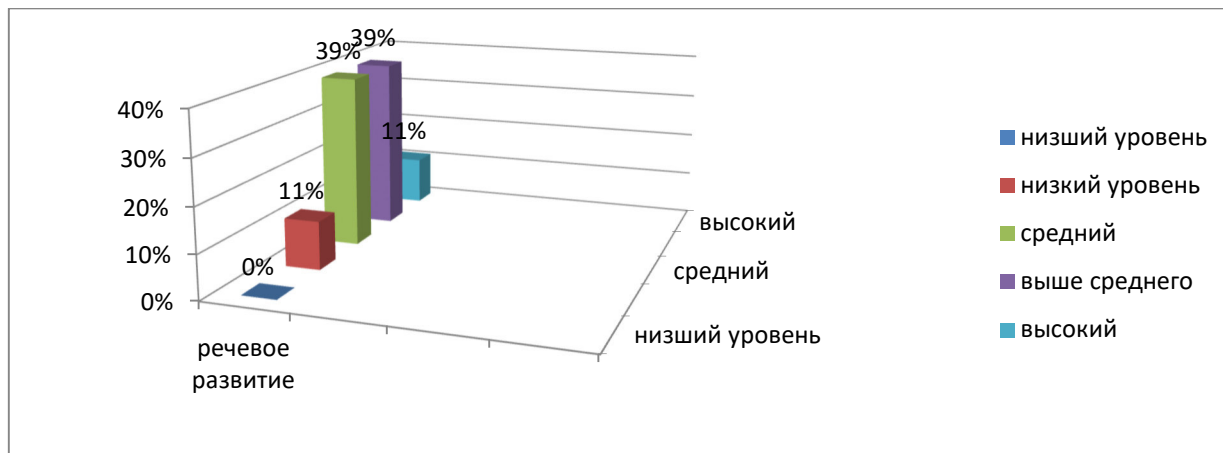 39%
39%
11%
11%
0%
40%
30%
20%
10%
0%
речевое
развитие
высокий
средний
низший уровень
низший уровень
низкий уровень
средний
выше среднего
высокий